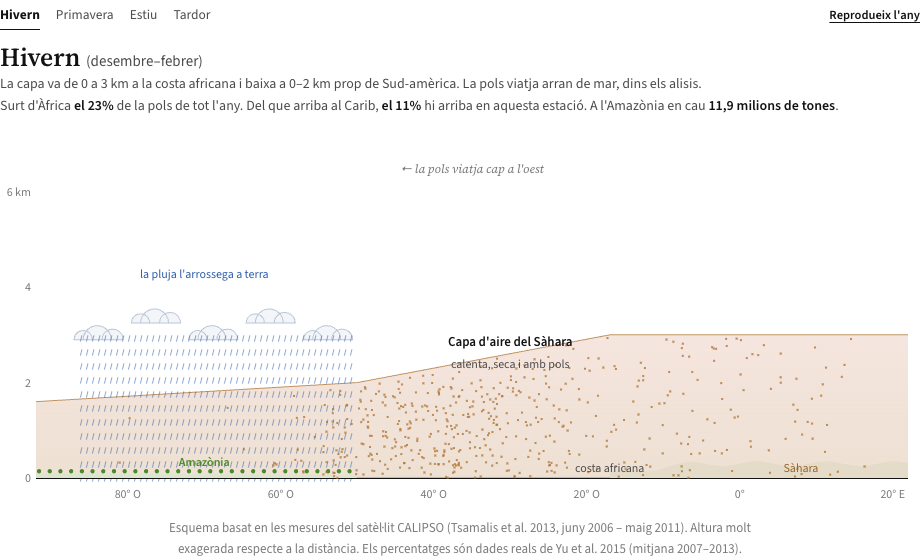 Hivern Primavera Estiu Tardor Reprodueix l'any
Hivern (desembre–febrer)
La capa va de 0 a 3 km a la costa africana i baixa a 0–2 km prop de Sud-amèrica. La pols viatja arran de mar, dins els alisis.
Surt d'Àfrica el 23% de la pols de tot l'any. Del que arriba al Carib, el 11% hi arriba en aquesta estació. A l'Amazònia en cau 11,9 milions de tones.
← la pols viatja cap a l'oest
6 km
la pluja l'arrossega a terra
4
Capa d'aire del Sàhara
calenta, seca i amb pols
2
Amazònia
costa africana
Sàhara
0
80° O 60° O 40° O 20° O 0° 20° E
Esquema basat en les mesures del satèl·lit CALIPSO (Tsamalis et al. 2013, juny 2006 – maig 2011). Altura molt
exagerada respecte a la distància. Els percentatges són dades reals de Yu et al. 2015 (mitjana 2007–2013).